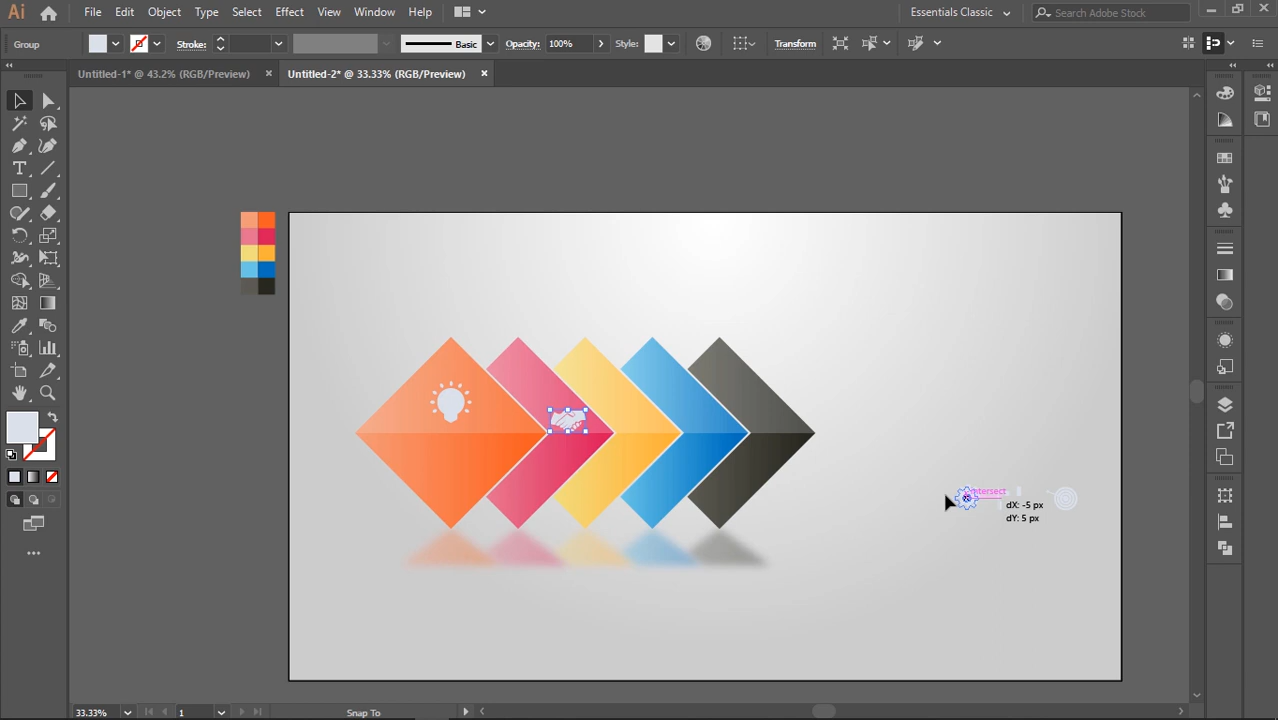 Ai
File Edit Object Type Select Effect View Window Help
Essentials Classic
Search Adobe Stock
Group
Stroke:
Basic
Opacity:
100%
Style:
Transform
Untitled-1* @ 43.2% (RGB/Preview)
Untitled-2* @ 33.33% (RGB/Preview)
intersect
dX: -5 px
dY: 5 px
33.33%
1
Snap To